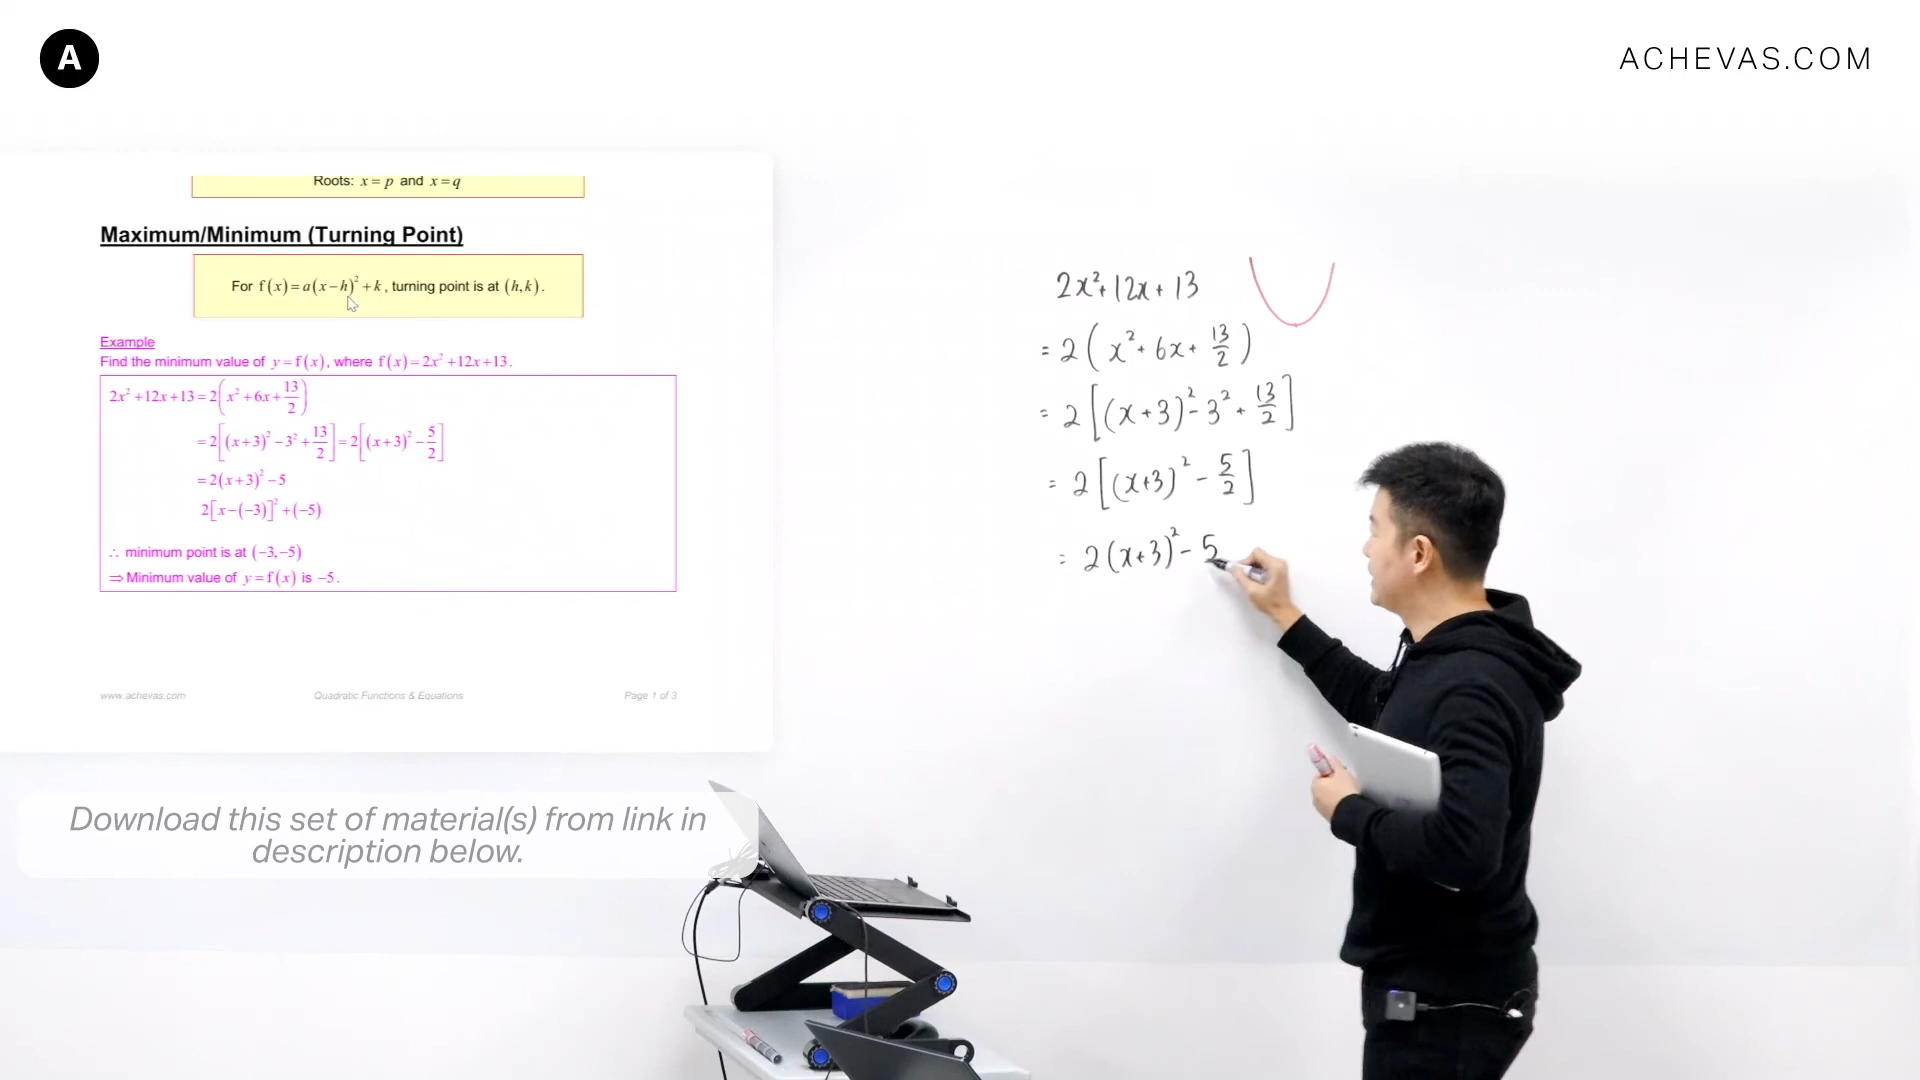 A
ACHEVAS.COM
Roots: x = p and x = q
Maximum/Minimum (Turning Point)
For f(x) = a(x−h)² + k, turning point is at (h,k).
Example
Find the minimum value of y = f(x), where f(x) = 2x² + 12x + 13.
2x² + 12x + 13 = 2(x² + 6x + 13/2)
= 2[(x+3)² − 3² + 13/2] = 2[(x+3)² − 5/2]
= 2(x+3)² − 5
2[x−(−3)]² + (−5)
∴ minimum point is at (−3,−5)
⇒ Minimum value of y = f(x) is −5.
www.achevas.com
Quadratic Functions & Equations
Page 1 of 3
Download this set of material(s) from link in
description below.
2x² + 12x + 13
= 2(x² + 6x + 13/2)
= 2[(x+3)² − 3² + 13/2]
= 2[(x+3)² − 5/2]
= 2(x+3)² − 5